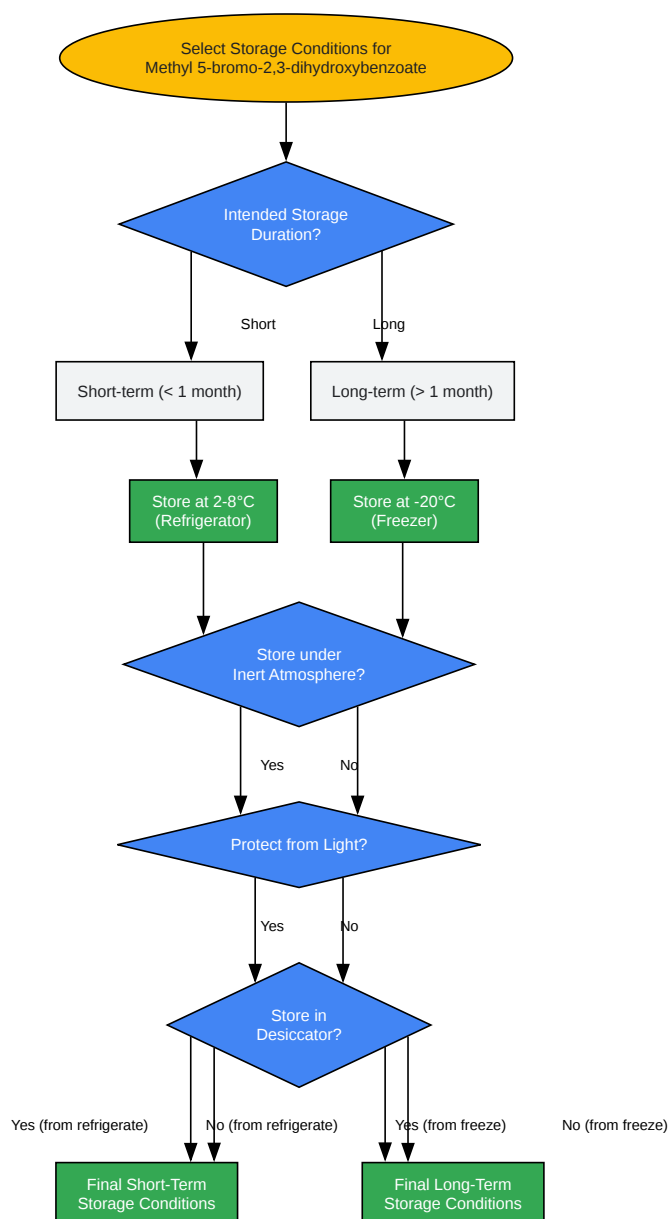 Select Storage Conditions for
Methyl 5-bromo-2,3-dihydroxybenzoate
Intended Storage
Duration?
Short
Long
Short-term (< 1 month)
Long-term (> 1 month)
Store at 2-8°C
(Refrigerator)
Store at -20°C
(Freezer)
Store under
Inert Atmosphere?
Yes
No
Protect from Light?
Yes
No
Store in
Desiccator?
Yes (from refrigerate)
No (from refrigerate)
Yes (from freeze)
No (from freeze)
Final Short-Term
Storage Conditions
Final Long-Term
Storage Conditions